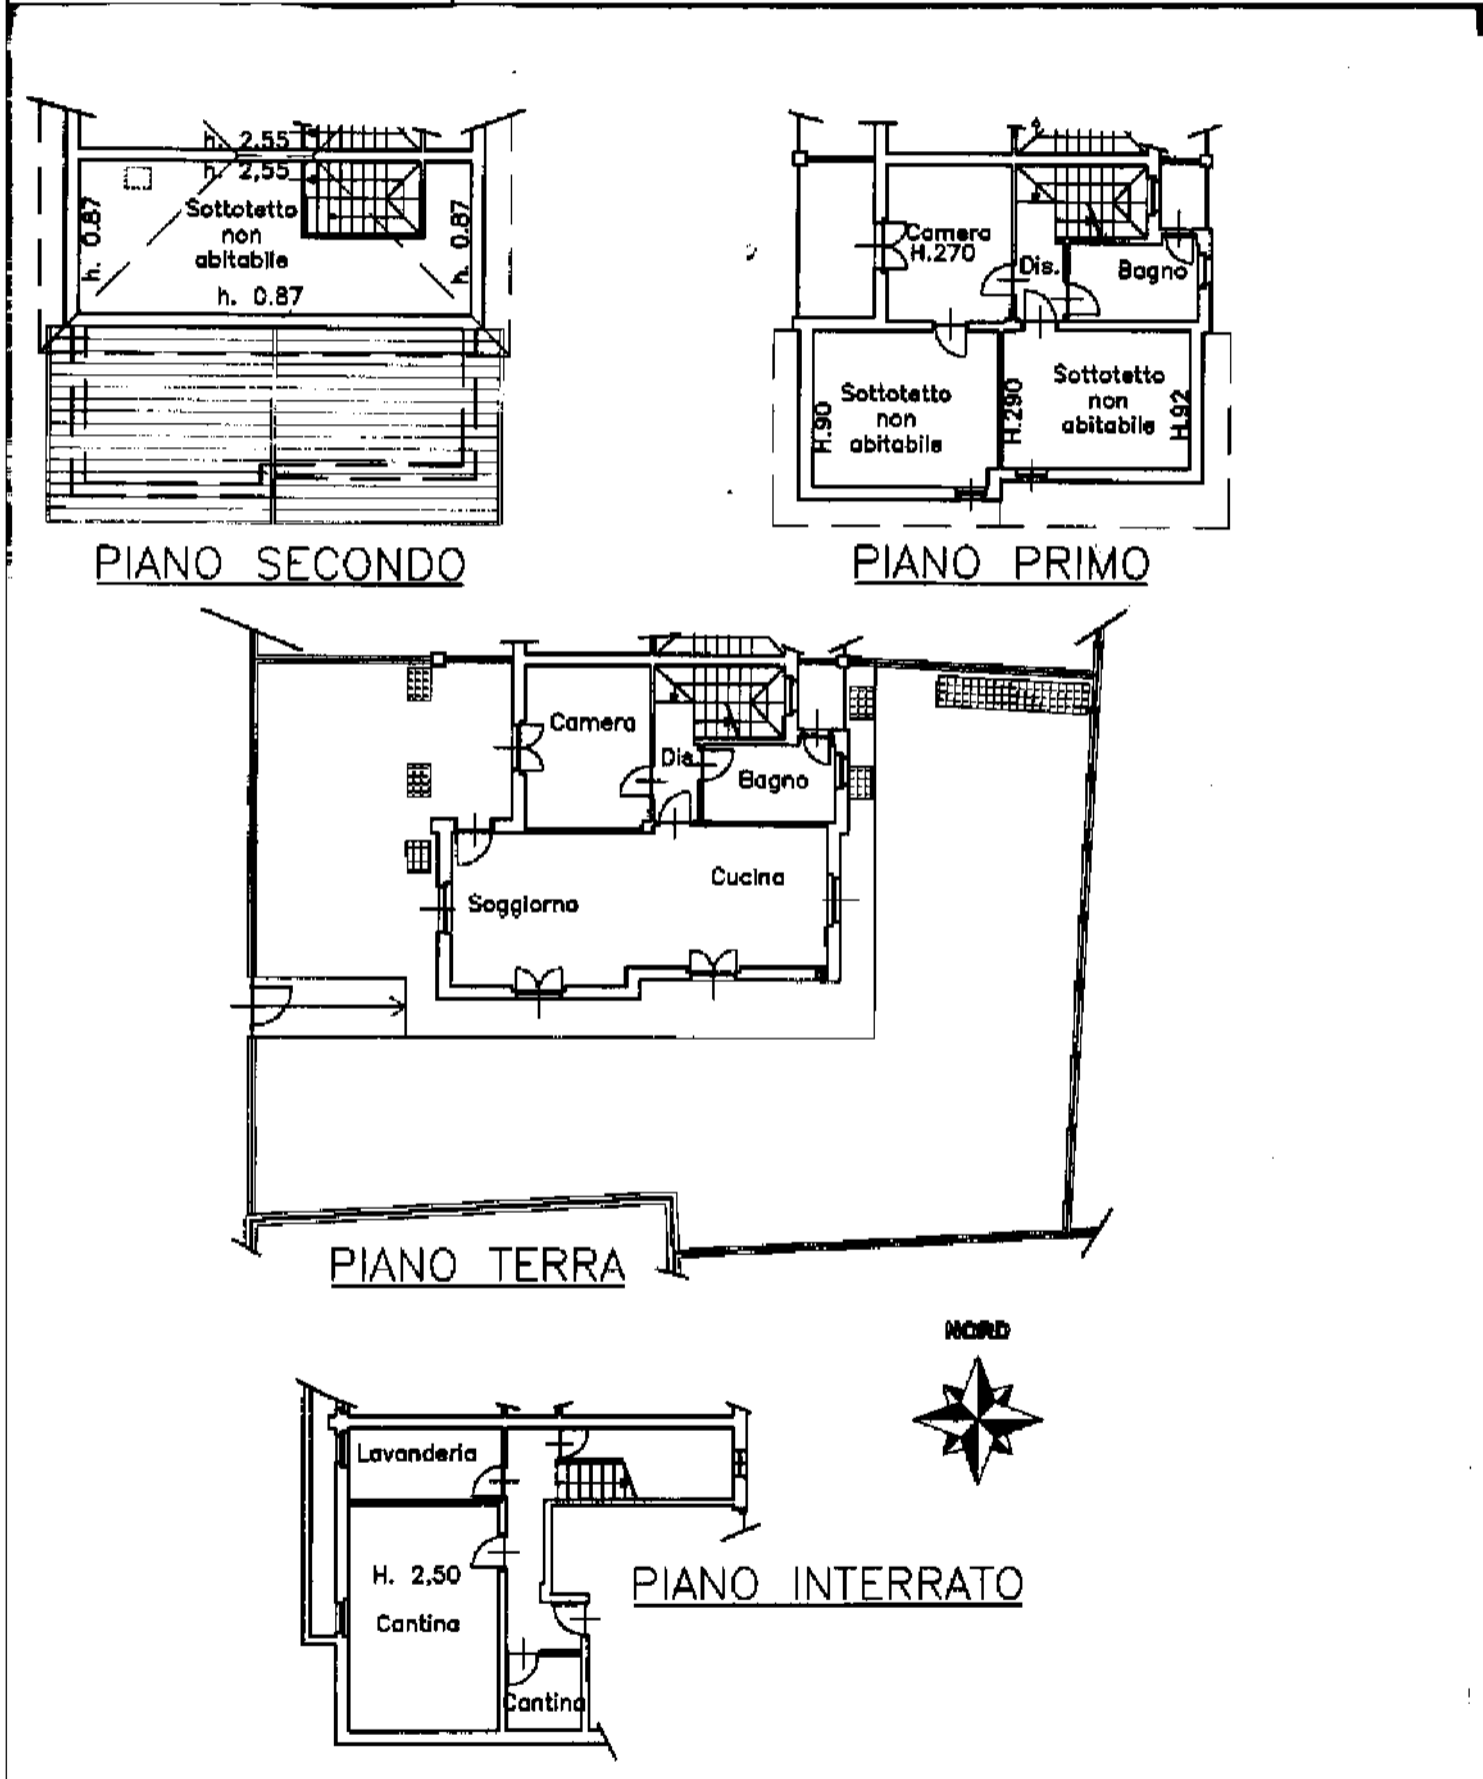 h. 2.55
h. 2,55
h. 0.87
Sottotetto
non
abitabile
h. 0.87
h. 0.87
PIANO SECONDO
Camera
H.270
Dis.
Bagno
H.90
Sottotetto
non
abitabile
H.290
Sottotetto
non
abitabile
H.92
PIANO PRIMO
Camera
Dis.
Bagno
Soggiorno
Cucina
PIANO TERRA
NORD
Lavanderia
H. 2,50
Cantina
Cantina
PIANO INTERRATO